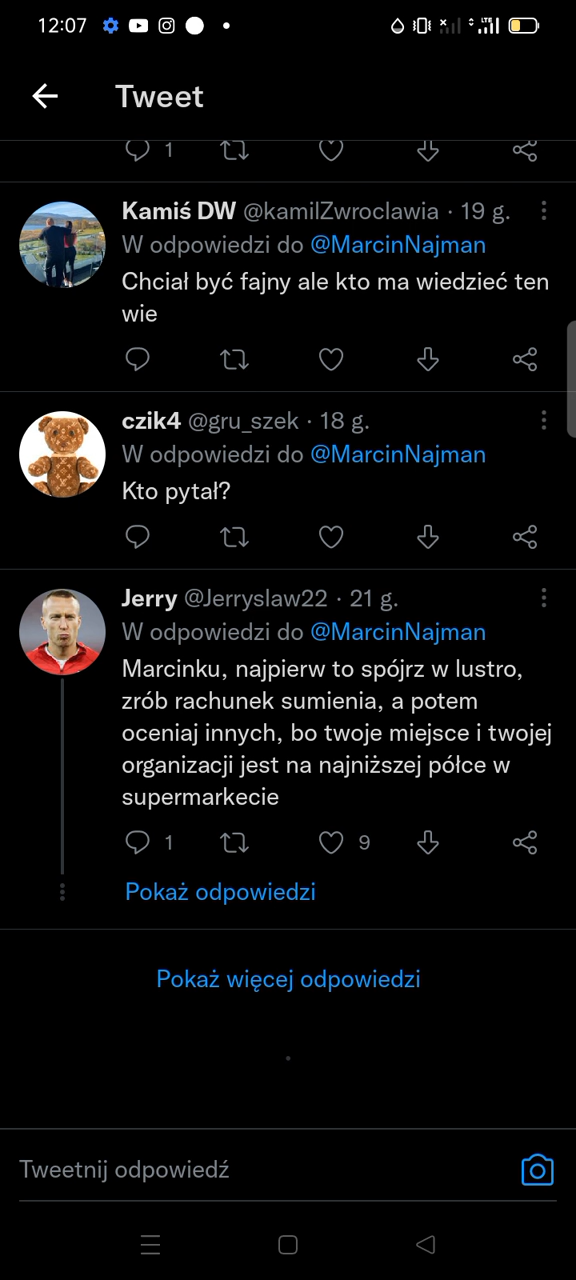 12:07
LTE
Tweet
1
Kamiś DW @kamilZwroclawia · 19 g.
W odpowiedzi do @MarcinNajman
Chciał być fajny ale kto ma wiedzieć ten
wie
czik4 @gru_szek · 18 g.
W odpowiedzi do @MarcinNajman
Kto pytał?
Jerry @Jerryslaw22 · 21 g.
W odpowiedzi do @MarcinNajman
Marcinku, najpierw to spójrz w lustro,
zrób rachunek sumienia, a potem
oceniaj innych, bo twoje miejsce i twojej
organizacji jest na najniższej półce w
supermarkecie
1 9
Pokaż odpowiedzi
Pokaż więcej odpowiedzi
Tweetnij odpowiedź